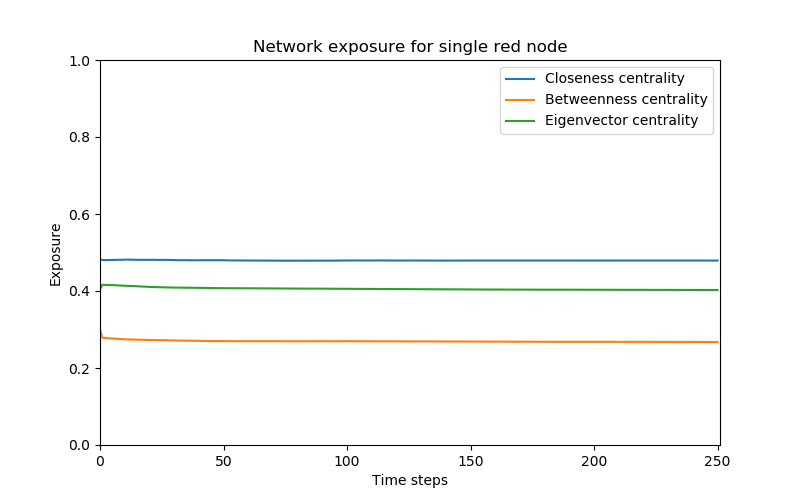 Network exposure for single red node
1.0
0.8
0.6
0.4
0.2
0.0
Exposure
Closeness centrality
Betweenness centrality
Eigenvector centrality
0 50 100 150 200 250
Time steps